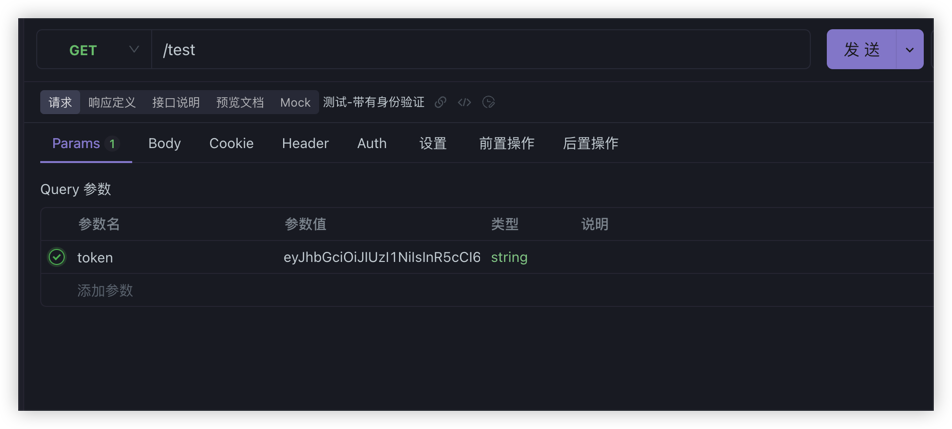 GET /test 发 送
请求 响应定义 接口说明 预览文档 Mock 测试-带有身份验证
Params 1 Body Cookie Header Auth 设置 前置操作 后置操作
Query 参数
参数名 参数值 类型 说明
token eyJhbGciOiJIUzI1NiIsInR5cCI6 string
添加参数